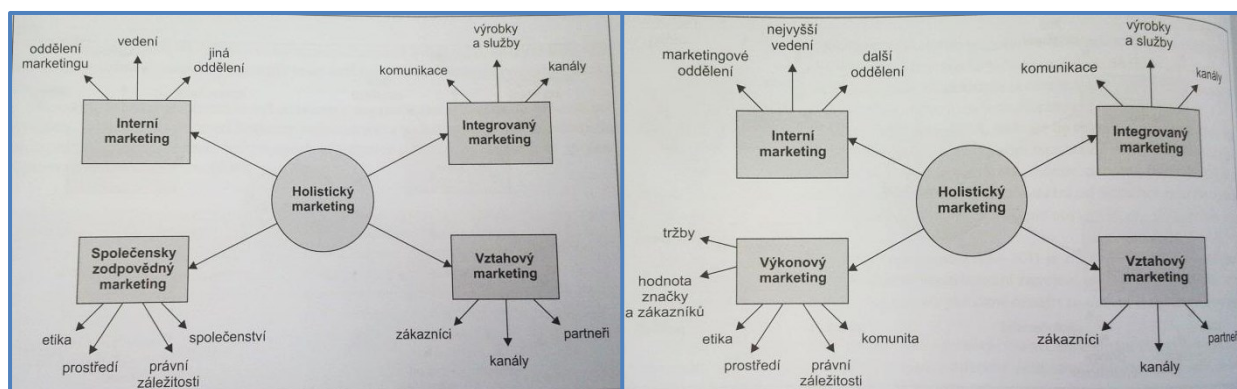 oddělení
marketingu
vedení
jiná
oddělení
výrobky
a služby
komunikace
kanály
Interní
marketing
Integrovaný
marketing
Holistický
marketing
Společensky
zodpovědný
marketing
Vztahový
marketing
etika
prostředí
právní
záležitosti
společenství
zákazníci
kanály
partneři
marketingové
oddělení
nejvyšší
vedení
další
oddělení
výrobky
a služby
komunikace
kanály
Interní
marketing
Integrovaný
marketing
Holistický
marketing
tržby
hodnota
značky
a zákazníků
Výkonový
marketing
Vztahový
marketing
etika
prostředí
právní
záležitosti
komunita
zákazníci
kanály
partneři